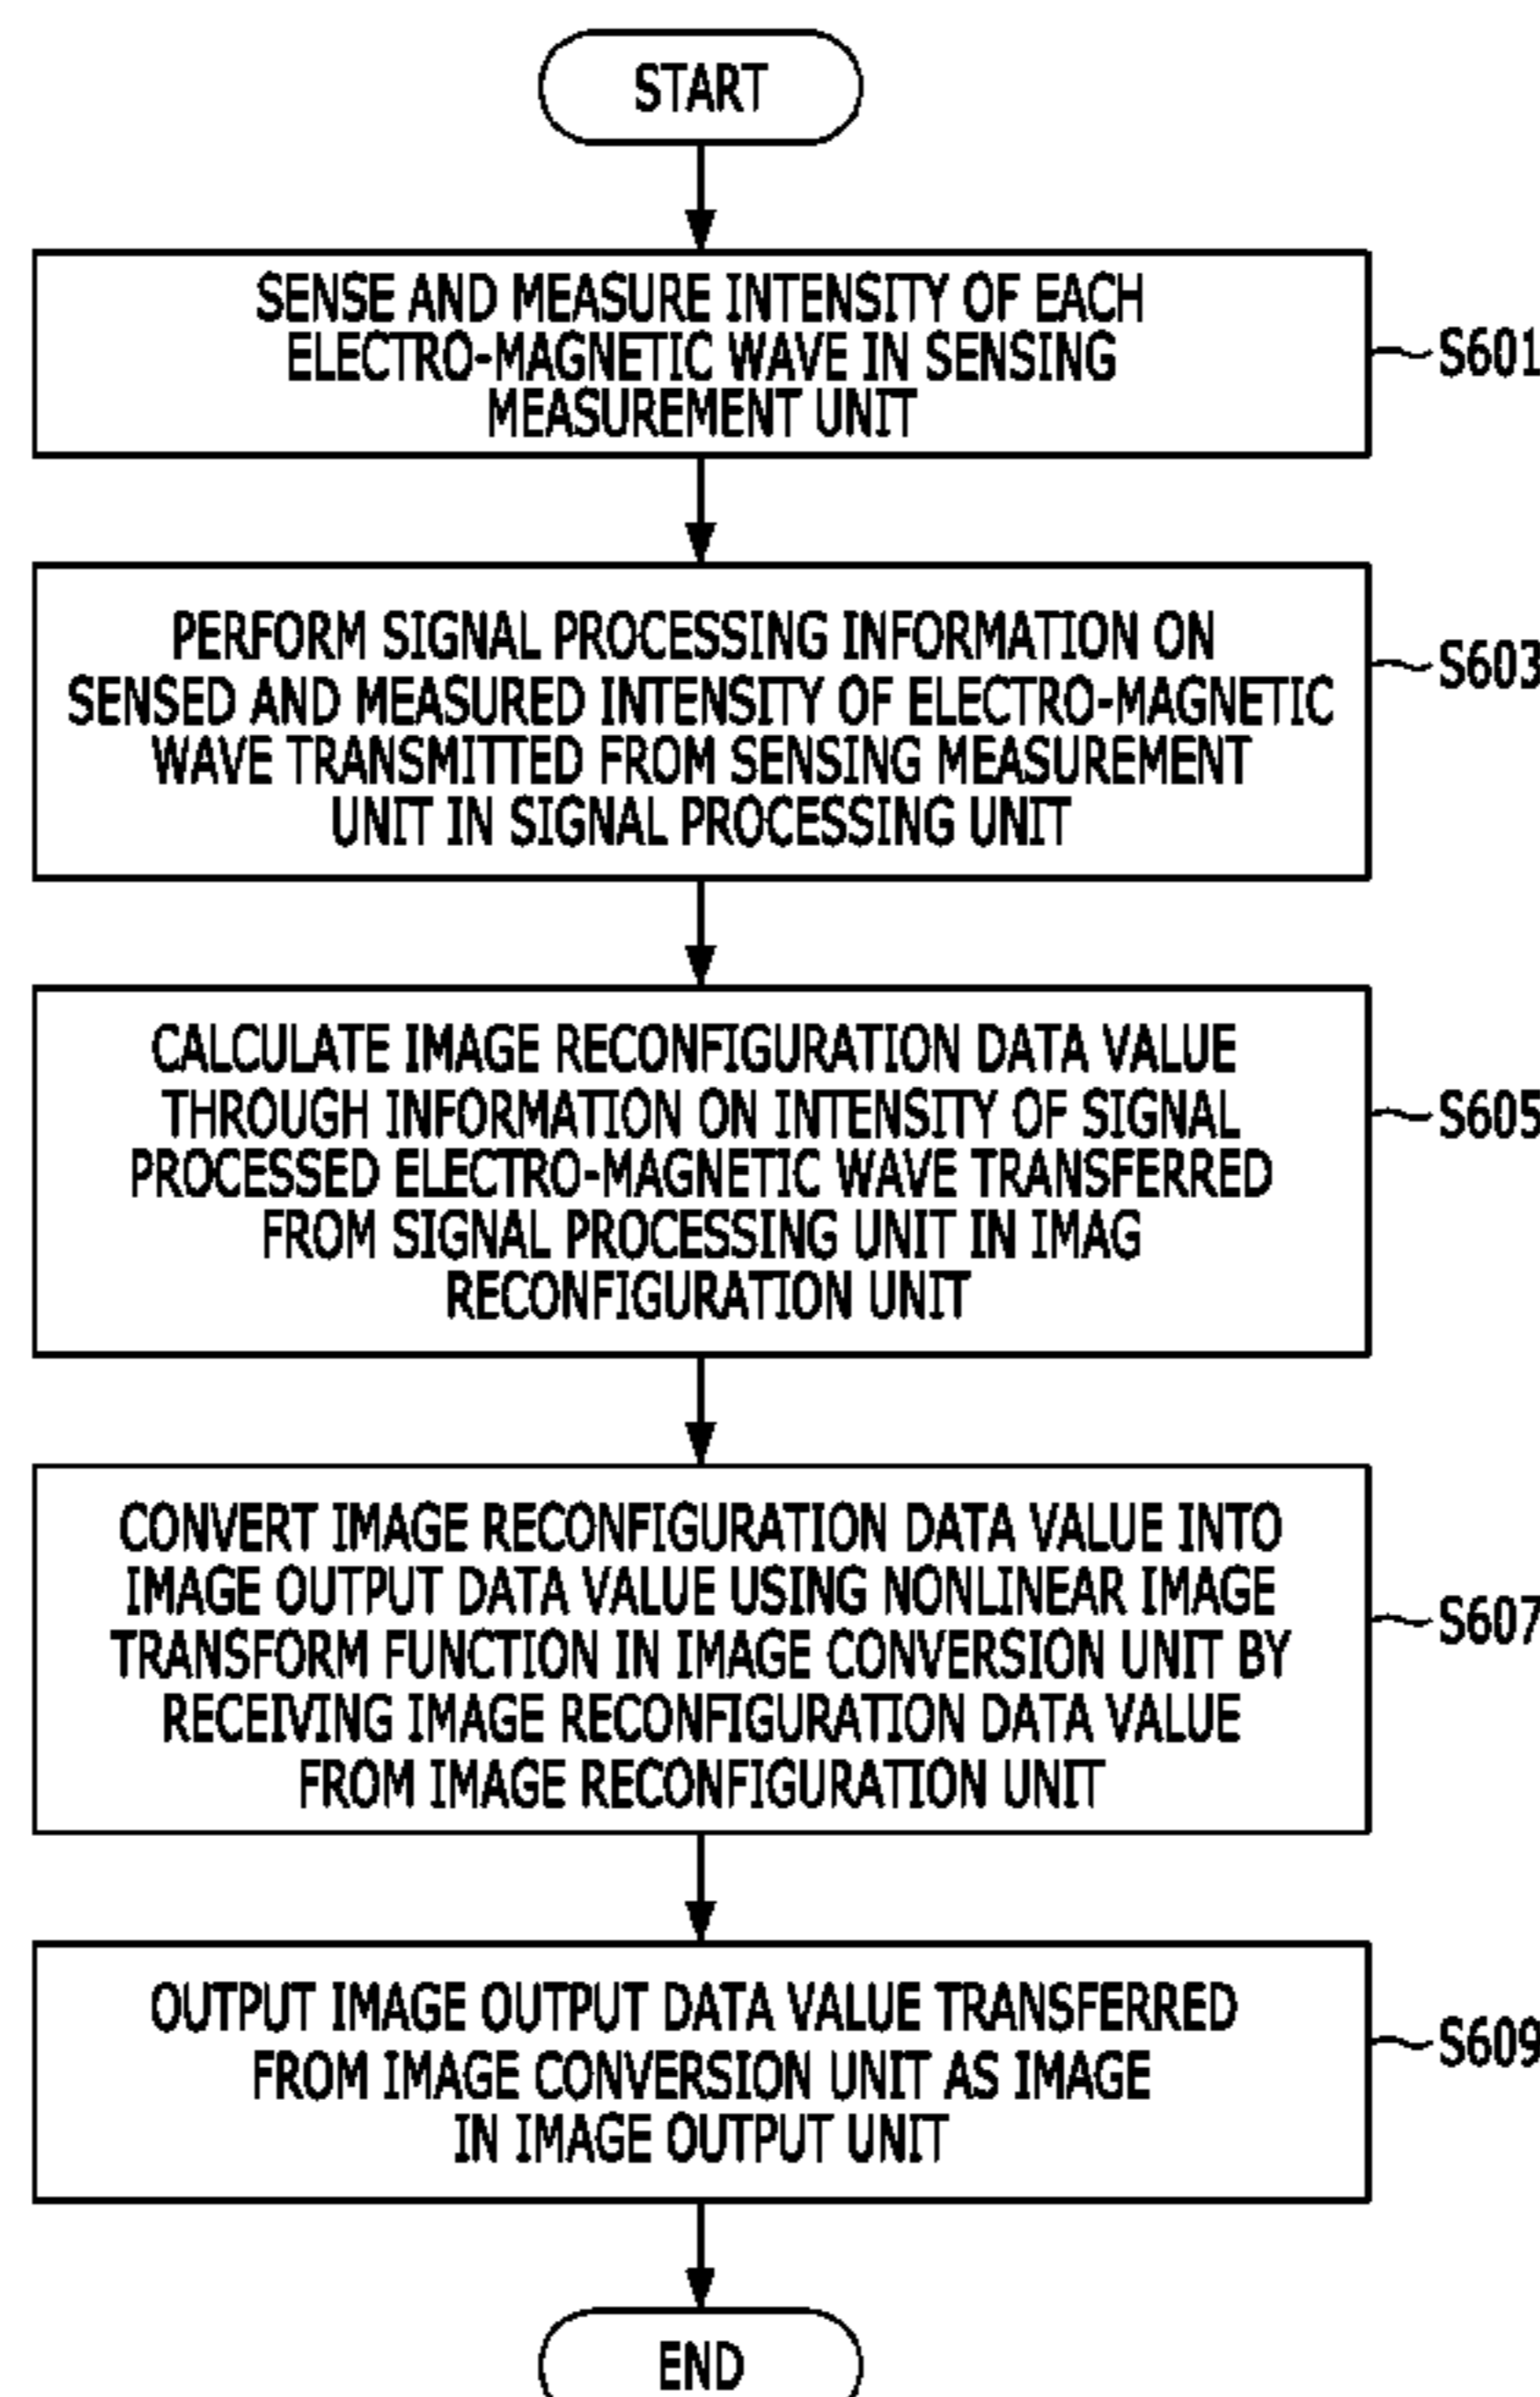 START
SENSE AND MEASURE INTENSITY OF EACH
ELECTRO-MAGNETIC WAVE IN SENSING
MEASUREMENT UNIT
S601
PERFORM SIGNAL PROCESSING INFORMATION ON
SENSED AND MEASURED INTENSITY OF ELECTRO-MAGNETIC
WAVE TRANSMITTED FROM SENSING MEASUREMENT
UNIT IN SIGNAL PROCESSING UNIT
S603
CALCULATE IMAGE RECONFIGURATION DATA VALUE
THROUGH INFORMATION ON INTENSITY OF SIGNAL
PROCESSED ELECTRO-MAGNETIC WAVE TRANSFERRED
FROM SIGNAL PROCESSING UNIT IN IMAG
RECONFIGURATION UNIT
S605
CONVERT IMAGE RECONFIGURATION DATA VALUE INTO
IMAGE OUTPUT DATA VALUE USING NONLINEAR IMAGE
TRANSFORM FUNCTION IN IMAGE CONVERSION UNIT BY
RECEIVING IMAGE RECONFIGURATION DATA VALUE
FROM IMAGE RECONFIGURATION UNIT
S607
OUTPUT IMAGE OUTPUT DATA VALUE TRANSFERRED
FROM IMAGE CONVERSION UNIT AS IMAGE
IN IMAGE OUTPUT UNIT
S609
END